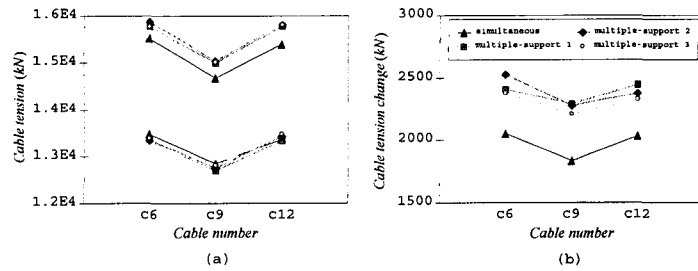 1.6E4
1.5E4
1.4E4
1.3E4
1.2E4
Cable tension (kN)
c6 c9 c12
Cable number
(a)
3000
2500
2000
1500
Cable tension change (kN)
simultaneous
multiple-support 1
multiple-support 2
multiple-support 3
c6 c9 c12
Cable number
(b)